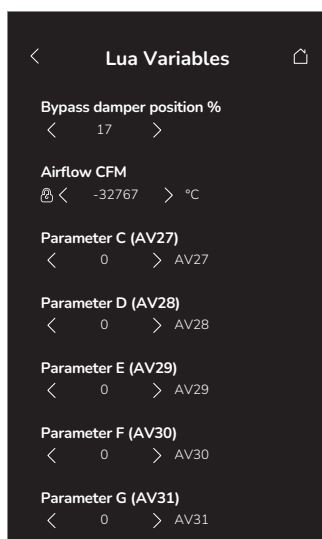 Lua Variables
Bypass damper position %
17
Airflow CFM
-32767 °C
Parameter C (AV27)
0 AV27
Parameter D (AV28)
0 AV28
Parameter E (AV29)
0 AV29
Parameter F (AV30)
0 AV30
Parameter G (AV31)
0 AV31